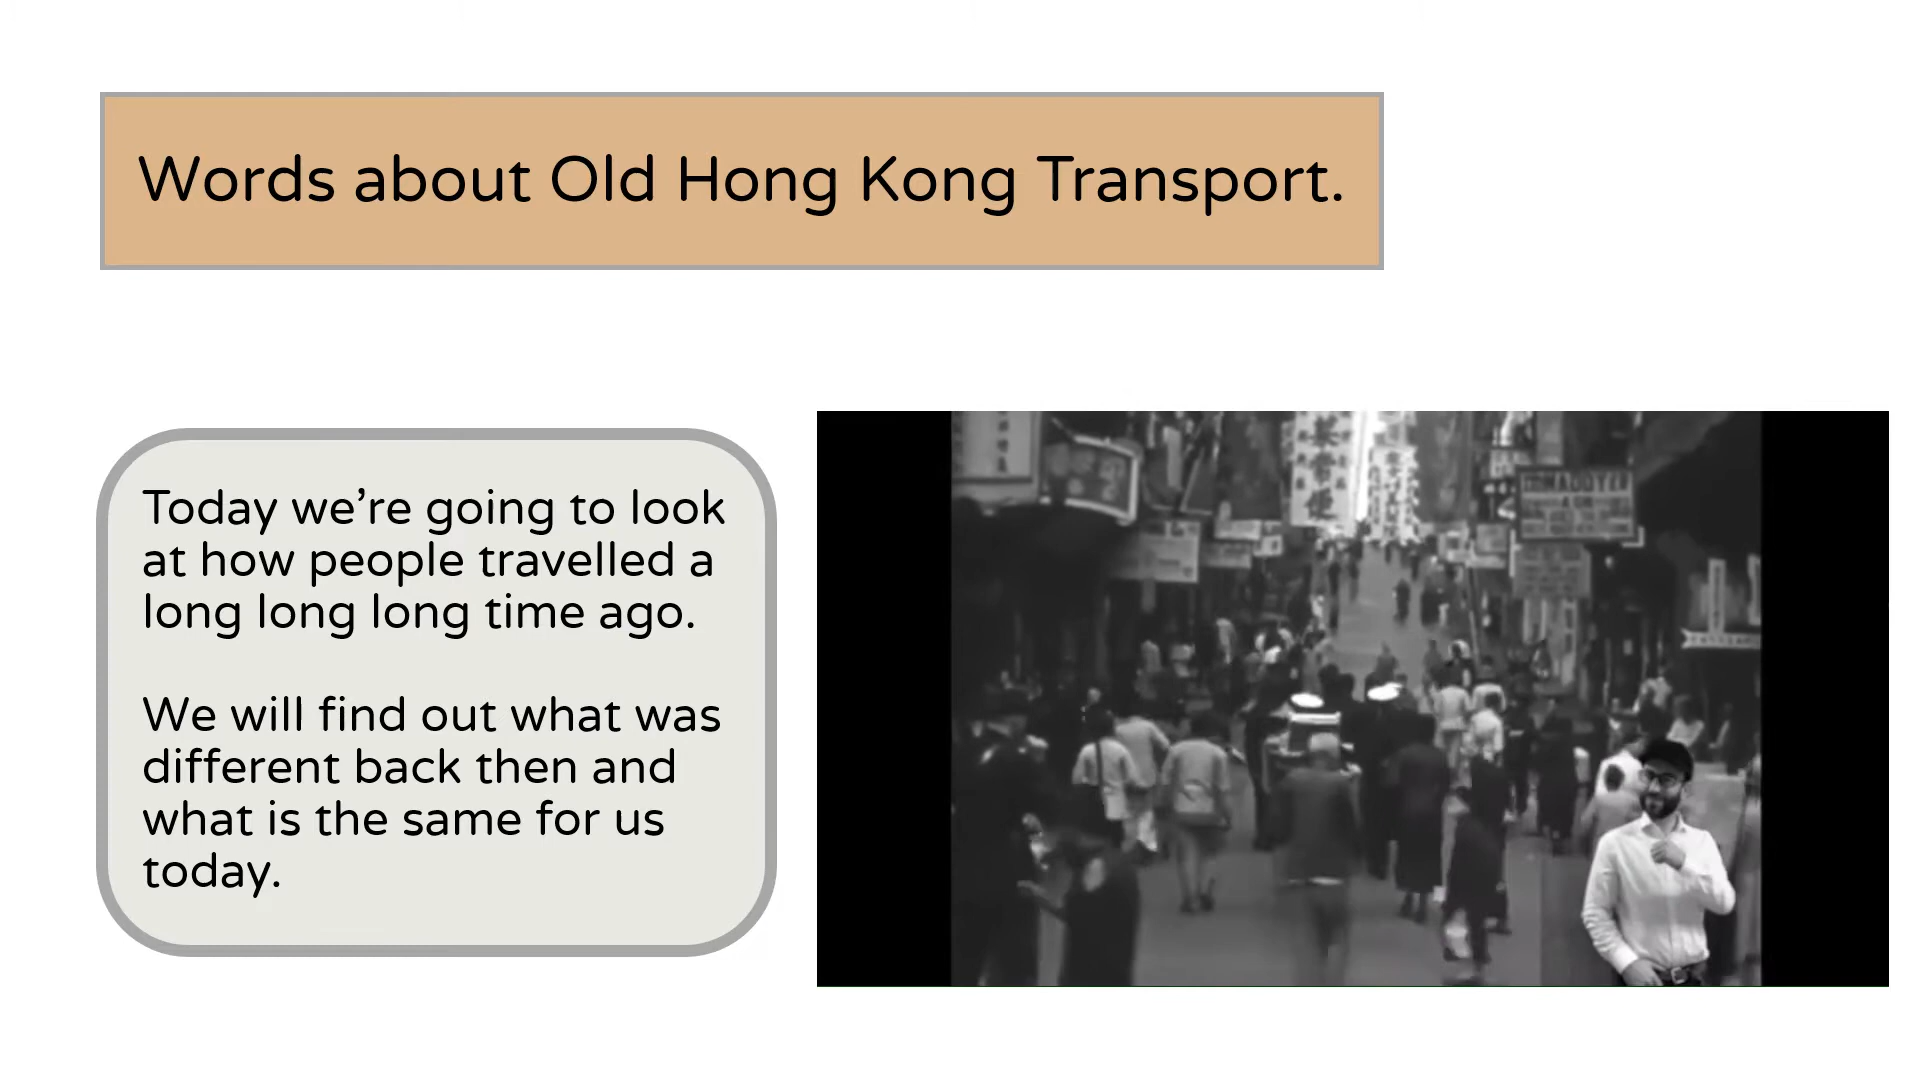 Words about Old Hong Kong Transport.
Today we’re going to look
at how people travelled a
long long long time ago.
We will find out what was
different back then and
what is the same for us
today.